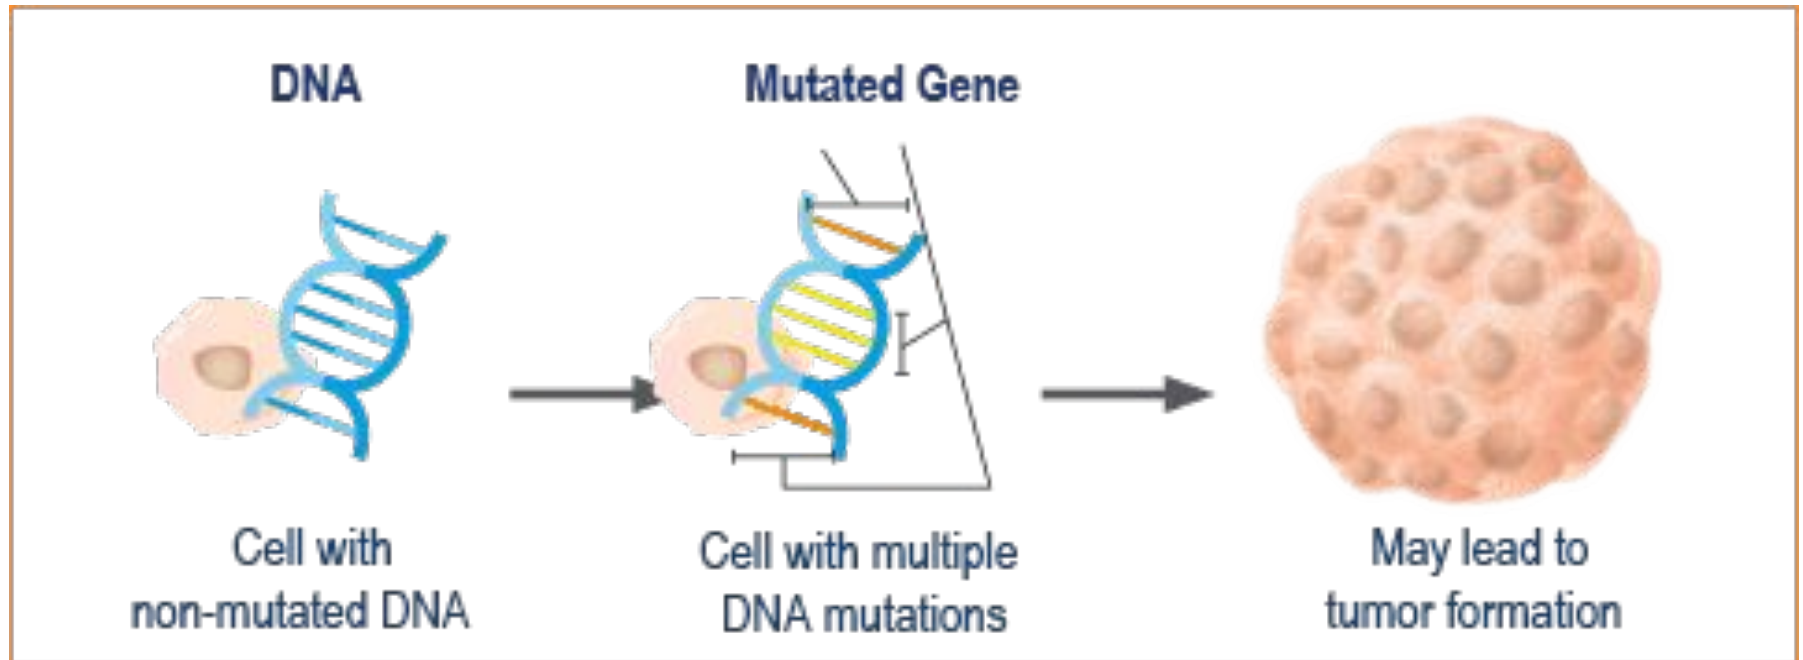 DNA
Mutated Gene
Cell with
non-mutated DNA
Cell with multiple
DNA mutations
May lead to
tumor formation